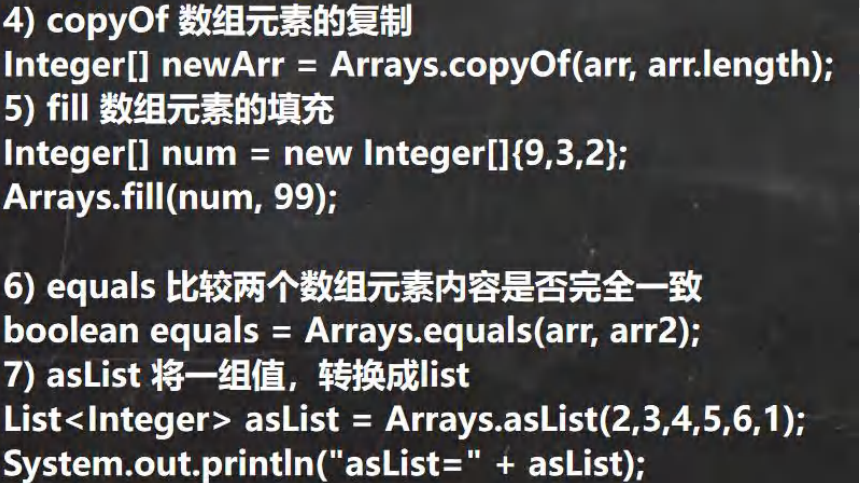 4) copyOf 数组元素的复制
Integer[] newArr = Arrays.copyOf(arr, arr.length);
5) fill 数组元素的填充
Integer[] num = new Integer[]{9,3,2};
Arrays.fill(num, 99);
6) equals 比较两个数组元素内容是否完全一致
boolean equals = Arrays.equals(arr, arr2);
7) asList 将一组值，转换成list
List<Integer> asList = Arrays.asList(2,3,4,5,6,1);
System.out.println("asList=" + asList);